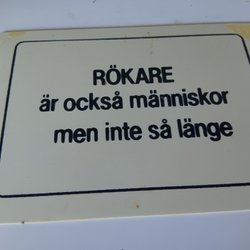 RÖKARE
är också människor
men inte så länge